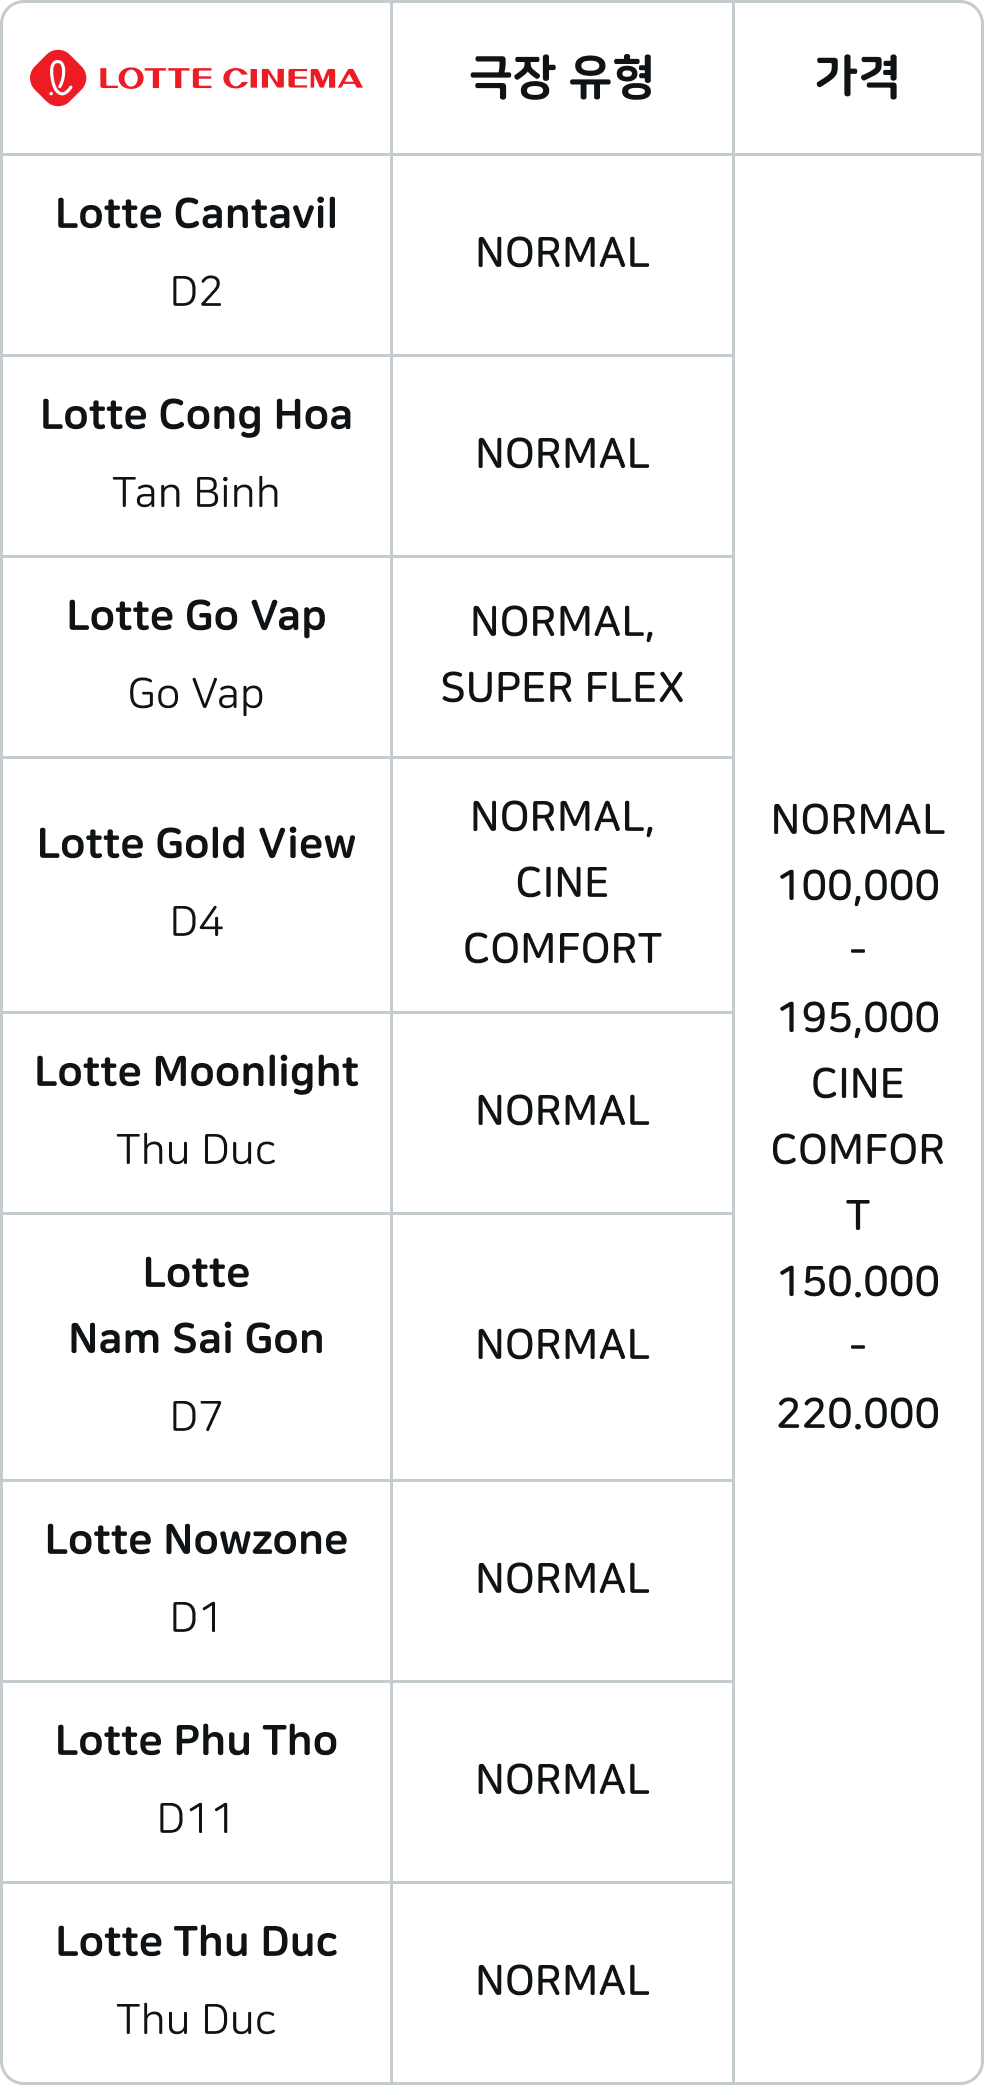 LOTTE CINEMA
극장 유형
가격
Lotte Cantavil
D2
NORMAL
Lotte Cong Hoa
Tan Binh
NORMAL
Lotte Go Vap
Go Vap
NORMAL,
SUPER FLEX
Lotte Gold View
D4
NORMAL,
CINE
COMFORT
Lotte Moonlight
Thu Duc
NORMAL
Lotte
Nam Sai Gon
D7
NORMAL
Lotte Nowzone
D1
NORMAL
Lotte Phu Tho
D11
NORMAL
Lotte Thu Duc
Thu Duc
NORMAL
NORMAL
100,000
-
195,000
CINE
COMFOR
T
150.000
-
220.000